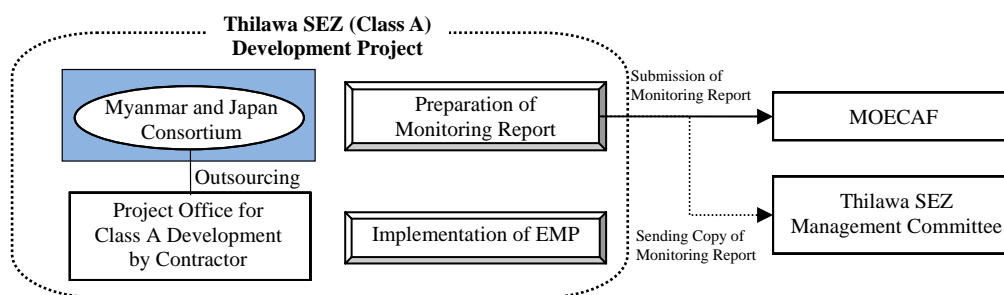 Thilawa SEZ (Class A)
Development Project
Myanmar and Japan
Consortium
Outsourcing
Project Office for
Class A Development
by Contractor
Preparation of
Monitoring Report
Implementation of EMP
Submission of
Monitoring Report
MOECAF
Sending Copy of
Monitoring Report
Thilawa SEZ
Management Committee